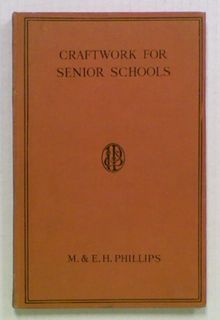 CRAFTWORK FOR
SENIOR SCHOOLS
M. & E. H. PHILLIPS